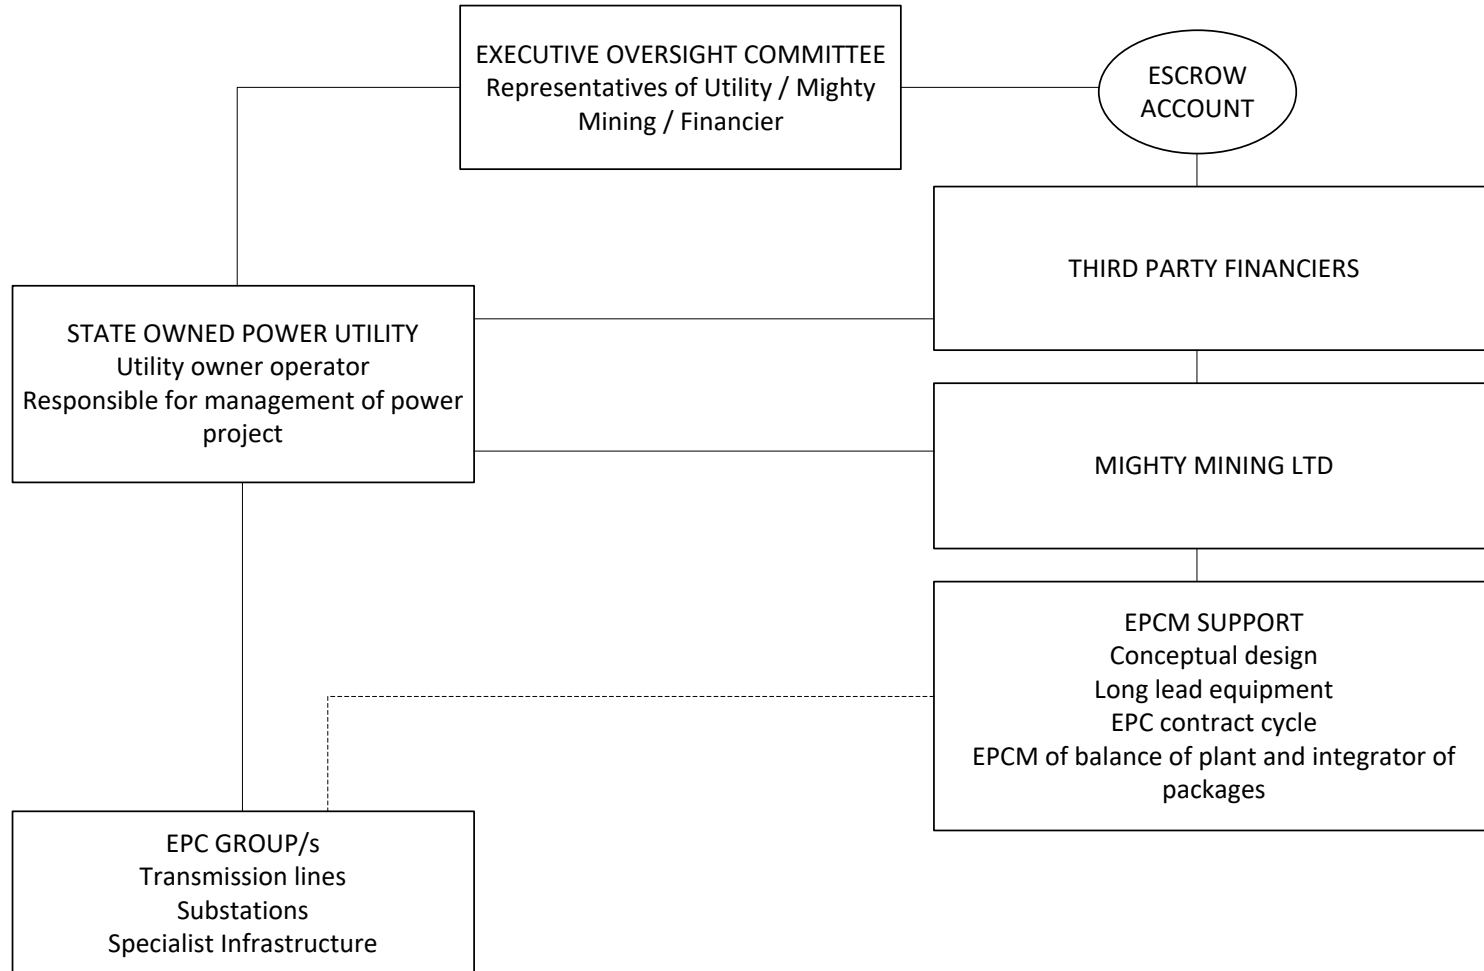 EXECUTIVE OVERSIGHT COMMITTEE
Representatives of Utility / Mighty
Mining / Financier
ESCROW
ACCOUNT
THIRD PARTY FINANCIERS
STATE OWNED POWER UTILITY
Utility owner operator
Responsible for management of power
project
MIGHTY MINING LTD
EPCM SUPPORT
Conceptual design
Long lead equipment
EPC contract cycle
EPCM of balance of plant and integrator of
packages
EPC GROUP/s
Transmission lines
Substations
Specialist Infrastructure